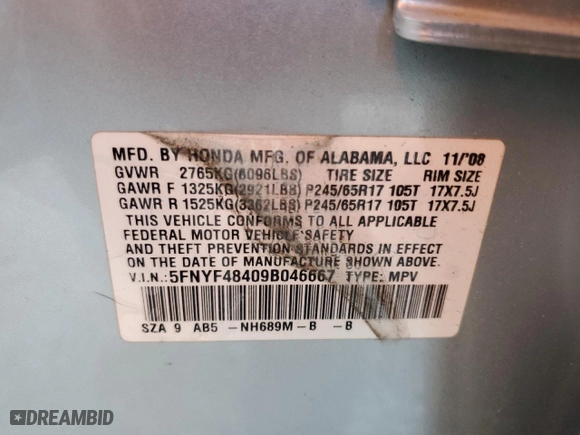 MFD. BY HONDA MFG. OF ALABAMA, LLC 11/'08
GVWR 2765KG(6096LBS) TIRE SIZE RIM SIZE
GAWR F 1325KG(2921LBS) P245/65R17 105T 17X7.5J
GAWR R 1525KG(3362LBS) P245/65R17 105T 17X7.5J
THIS VEHICLE CONFORMS TO ALL APPLICABLE
FEDERAL MOTOR VEHICLE SAFETY
AND THEFT PREVENTION STANDARDS IN EFFECT
ON THE DATE OF MANUFACTURE SHOWN ABOVE.
V.I.N.:5FNYF48409B046667 TYPE: MPV
SZA 9 AB5 -NH689M-B -B
DREAMBID